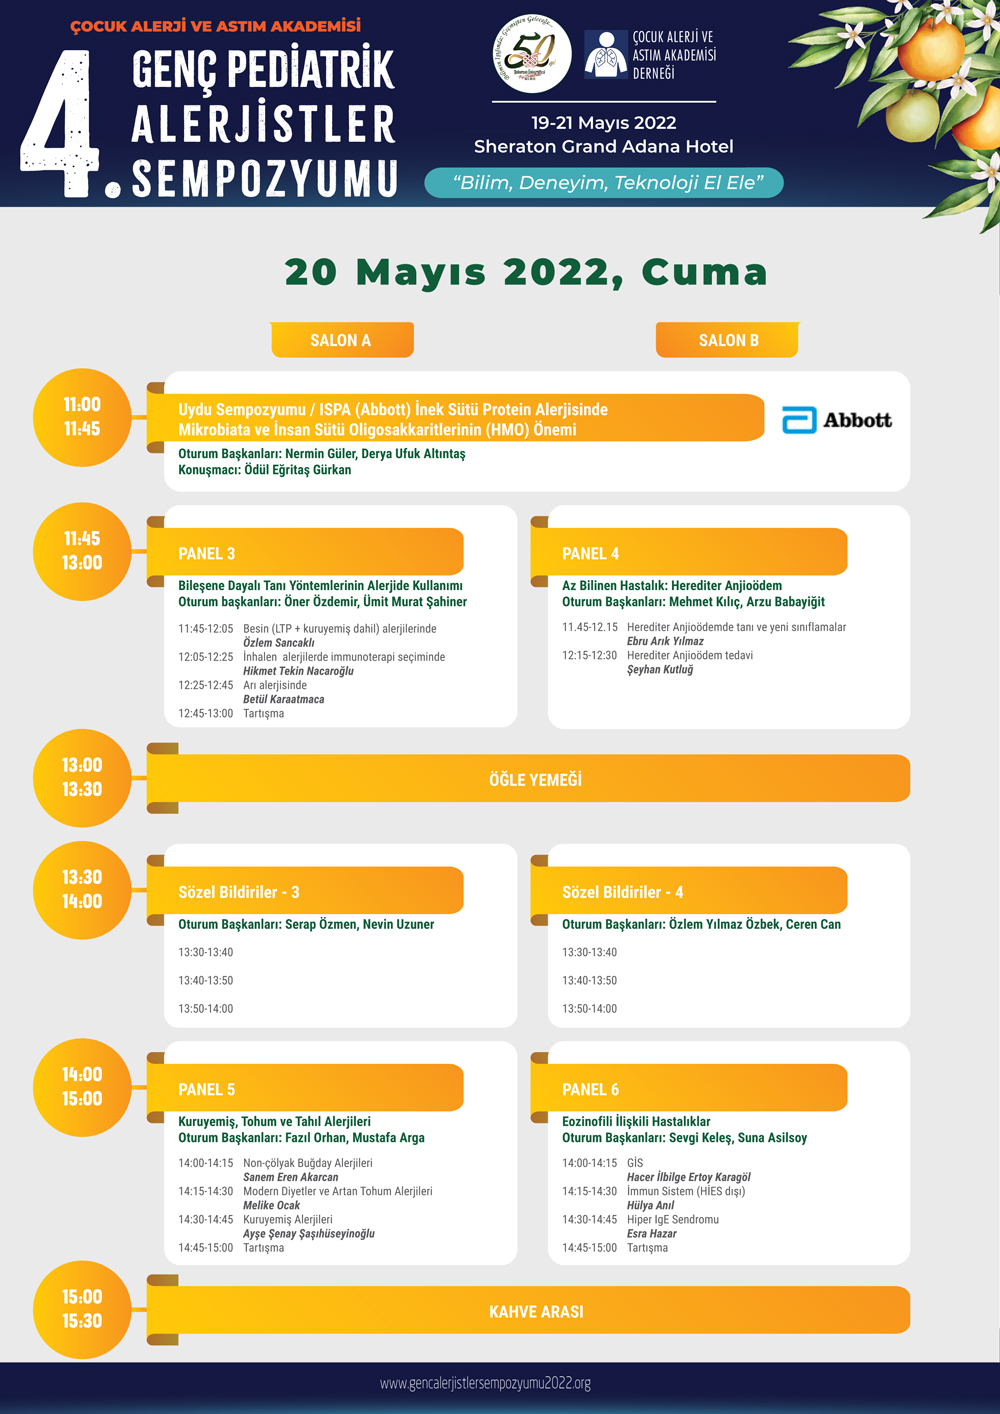 ÇOCUK ALERJİ VE ASTIM AKADEMİSİ
4. GENÇ PEDİATRİK
ALERJİSTLER
SEMPOZYUMU
50
ÇOCUK ALERJİ VE
ASTIM AKADEMİSİ
DERNEĞİ
19-21 Mayıs 2022
Sheraton Grand Adana Hotel
“Bilim, Deneyim, Teknoloji El Ele”
20 Mayıs 2022, Cuma
SALON A
SALON B
11:00
11:45
Uydu Sempozyumu / ISPA (Abbott) İnek Sütü Protein Alerjisinde
Mikrobiata ve İnsan Sütü Oligosakkaritlerinin (HMO) Önemi
Abbott
Oturum Başkanları: Nermin Güler, Derya Ufuk Altıntaş
Konuşmacı: Ödül Eğritaş Gürkan
11:45
13:00
PANEL 3
Bileşene Dayalı Tanı Yöntemlerinin Alerjide Kullanımı
Oturum başkanları: Öner Özdemir, Ümit Murat Şahiner
11:45-12:05 Besin (LTP + kuruyemiş dahil) alerjilerinde
Özlem Sancaklı
12:05-12:25 İnhalen alerjilerde immunoterapi seçiminde
Hikmet Tekin Nacaroğlu
12:25-12:45 Arı alerjisinde
Betül Karaatmaca
12:45-13:00 Tartışma
PANEL 4
Az Bilinen Hastalık: Herediter Anjioödem
Oturum Başkanları: Mehmet Kılıç, Arzu Babayiğit
11.45-12.15 Herediter Anjioödemde tanı ve yeni sınıflamalar
Ebru Arık Yılmaz
12:15-12:30 Herediter Anjioödem tedavi
Şeyhan Kutluğ
13:00
13:30
ÖĞLE YEMEĞİ
13:30
14:00
Sözel Bildiriler - 3
Oturum Başkanları: Serap Özmen, Nevin Uzuner
13:30-13:40
13:40-13:50
13:50-14:00
Sözel Bildiriler - 4
Oturum Başkanları: Özlem Yılmaz Özbek, Ceren Can
13:30-13:40
13:40-13:50
13:50-14:00
14:00
15:00
PANEL 5
Kuruyemiş, Tohum ve Tahıl Alerjileri
Oturum Başkanları: Fazıl Orhan, Mustafa Arga
14:00-14:15 Non-çölyak Buğday Alerjileri
Sanem Eren Akarcan
14:15-14:30 Modern Diyetler ve Artan Tohum Alerjileri
Melike Ocak
14:30-14:45 Kuruyemiş Alerjileri
Ayşe Şenay Şaşıhüseyinoğlu
14:45-15:00 Tartışma
PANEL 6
Eozinofili İlişkili Hastalıklar
Oturum Başkanları: Sevgi Keleş, Suna Asilsoy
14:00-14:15 GİS
Hacer İlbilge Ertoy Karagöl
14:15-14:30 İmmun Sistem (HİES dışı)
Hülya Anıl
14:30-14:45 Hiper IgE Sendromu
Esra Hazar
14:45-15:00 Tartışma
15:00
15:30
KAHVE ARASI
www.gencalerjistlersempozyumu2022.org